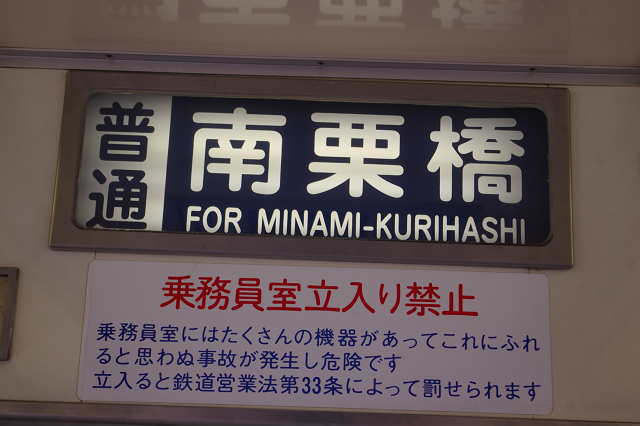 普通
南栗橋
FOR MINAMI-KURIHASHI
乗務員室立入り禁止
乗務員室にはたくさんの機器があってこれにふれ
ると思わぬ事故が発生し危険です
立入ると鉄道営業法第33条によって罰せられます